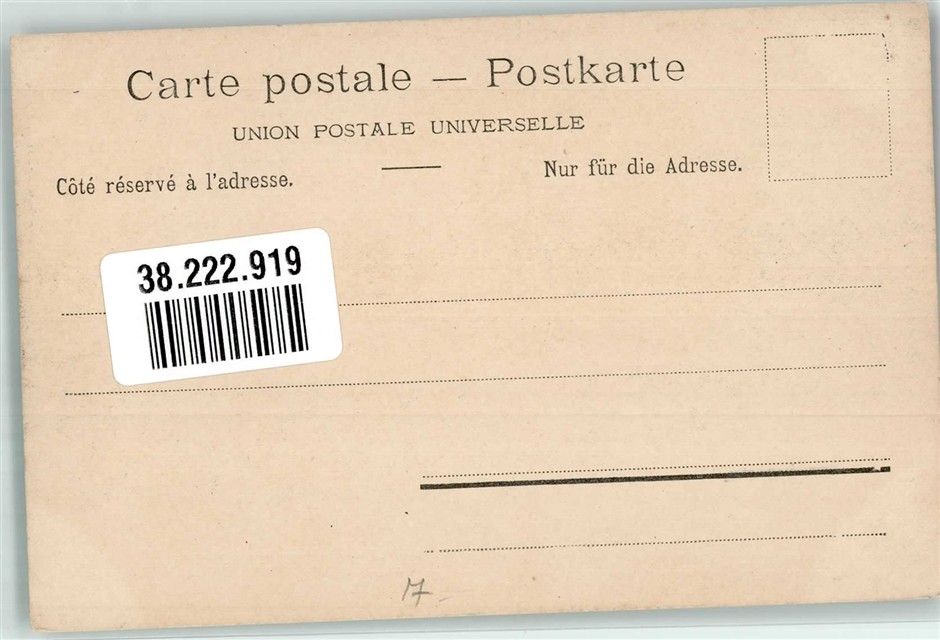 Carte postale — Postkarte
UNION POSTALE UNIVERSELLE
Côté réservé à l'adresse.
Nur für die Adresse.
38.222.919
17